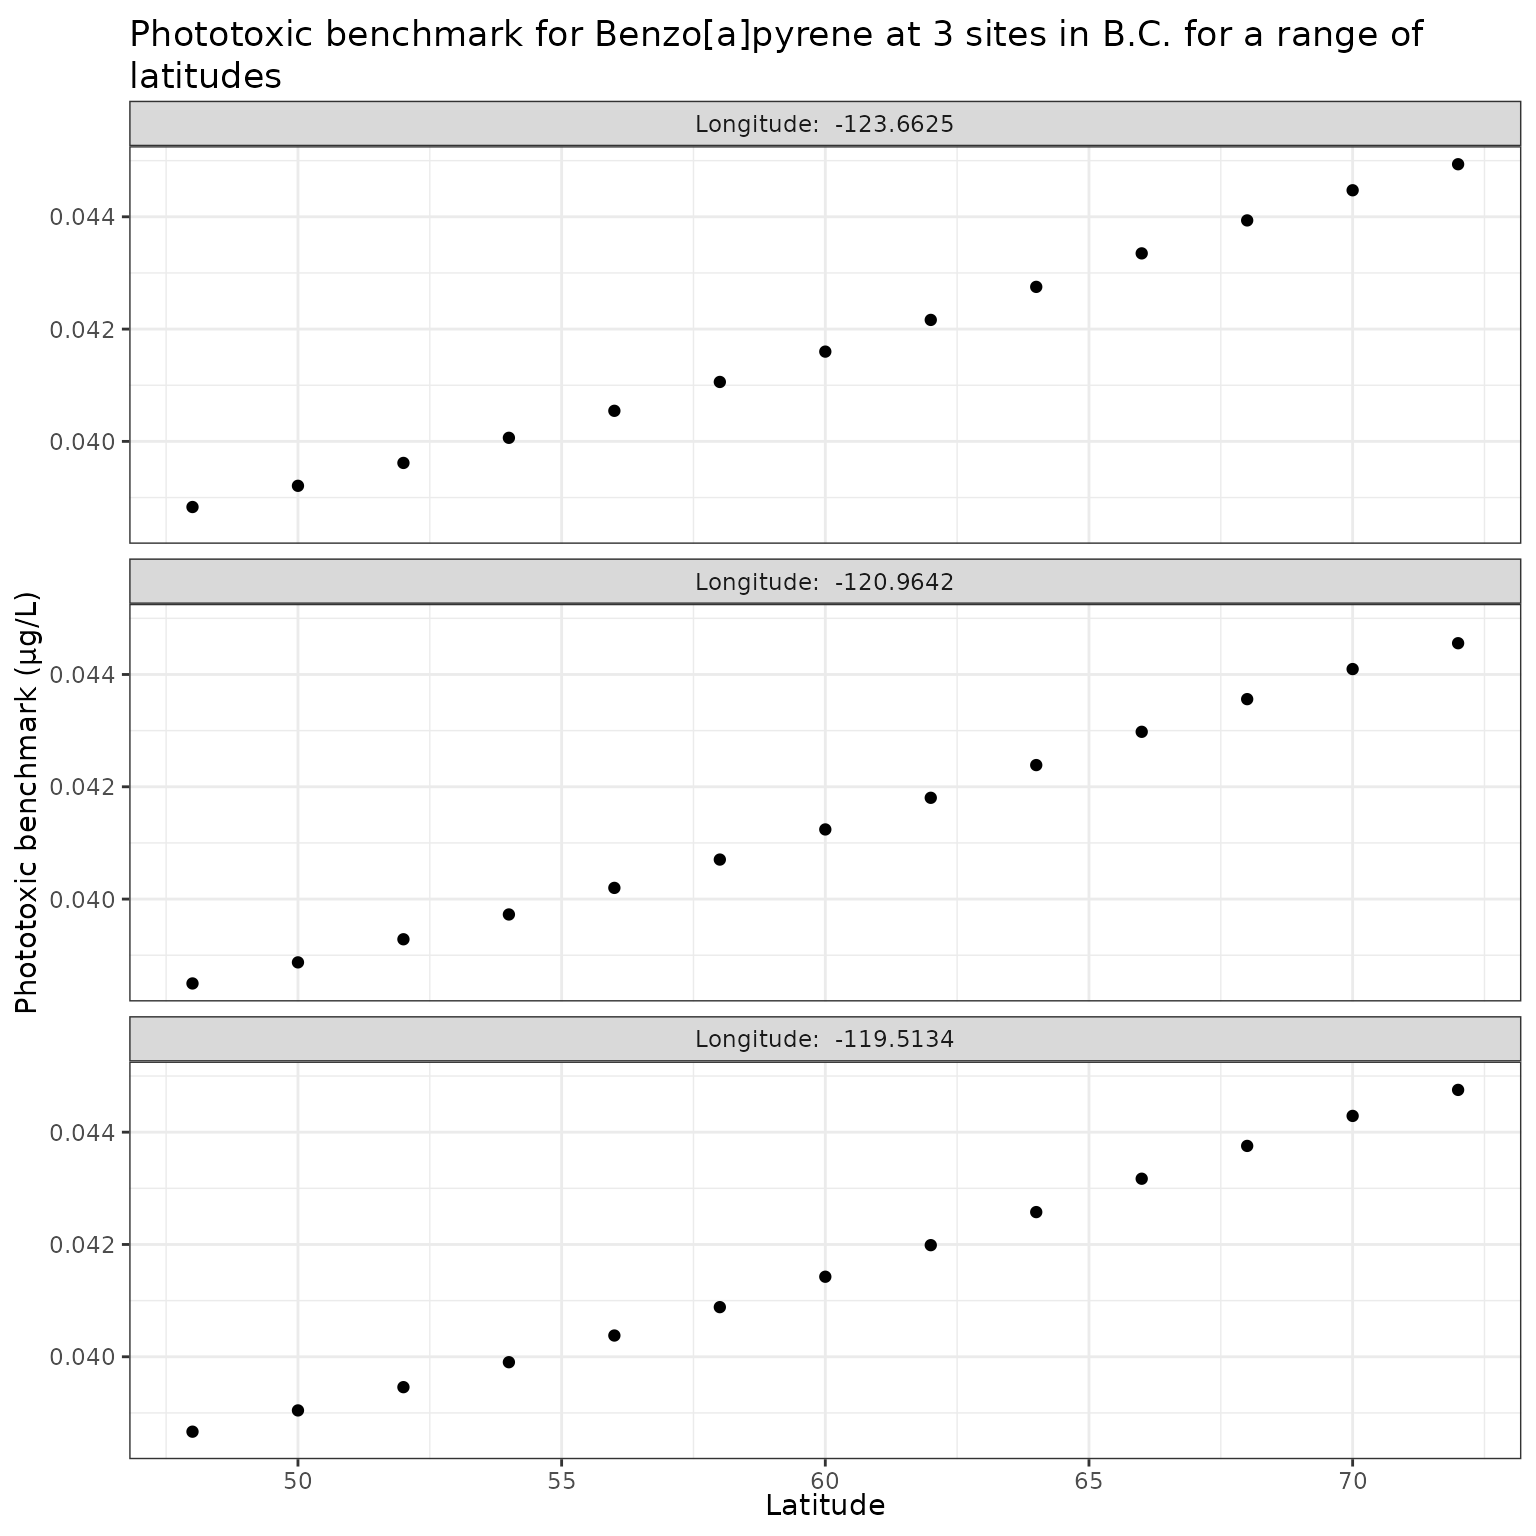 Phototoxic benchmark for Benzo[a]pyrene at 3 sites in B.C. for a range of
latitudes
Longitude:  -123.6625
0.044
0.042
0.040
Longitude:  -120.9642
0.044
0.042
0.040
Longitude:  -119.5134
0.044
0.042
0.040
Phototoxic benchmark (µg/L)
50 55 60 65 70
Latitude